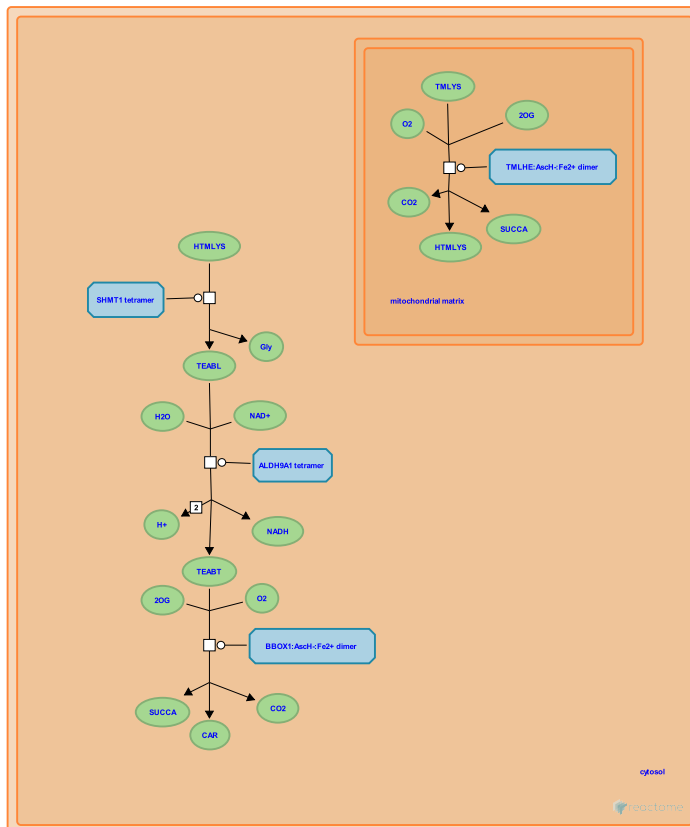 TMLYS
O2
2OG
TMLHE:AscH-:Fe2+ dimer
CO2
SUCCA
HTMLYS
mitochondrial matrix
HTMLYS
SHMT1 tetramer
Gly
TEABL
H2O
NAD+
ALDH9A1 tetramer
2
H+
NADH
TEABT
2OG
O2
BBOX1:AscH-:Fe2+ dimer
SUCCA
CO2
CAR
cytosol
reactome